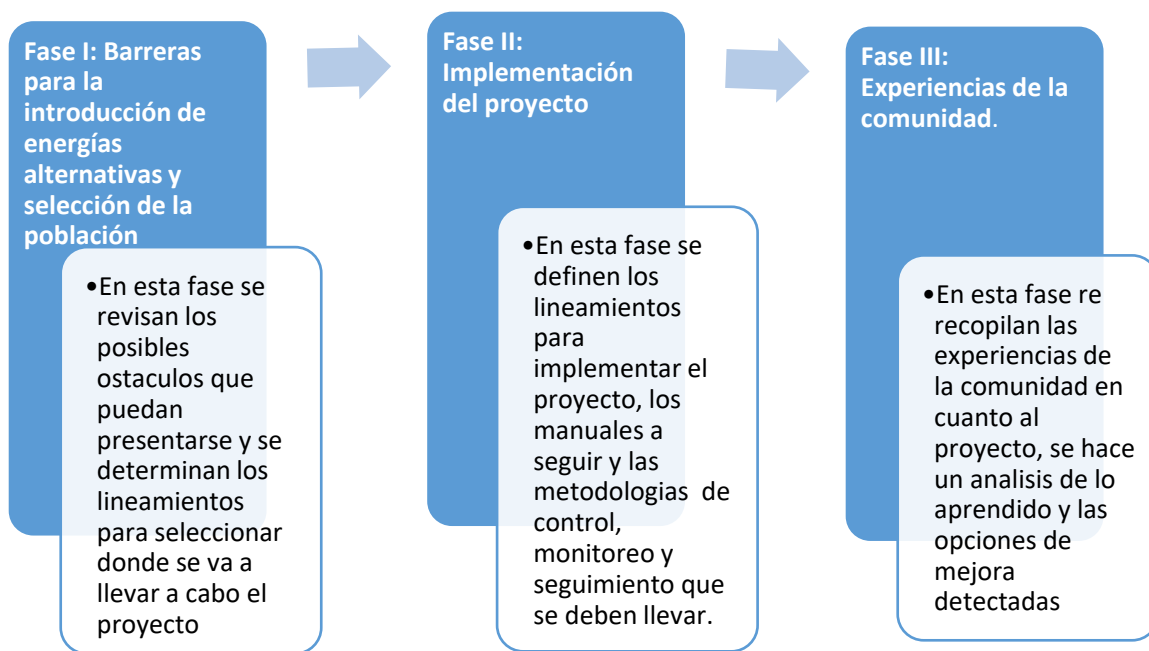 Fase I: Barreras
para la
introducción de
energías
alternativas y
selección de la
población
•En esta fase se
revisan los
posibles
ostaculos que
puedan
presentarse y se
determinan los
lineamientos
para seleccionar
donde se va a
llevar a cabo el
proyecto
Fase II:
Implementación
del proyecto
•En esta fase se
definen los
lineamientos
para
implementar el
proyecto, los
manuales a
seguir y las
metodologias de
control,
monitoreo y
seguimiento que
se deben llevar.
Fase III:
Experiencias de la
comunidad.
•En esta fase re
recopilan las
experiencias de
la comunidad en
cuanto al
proyecto, se hace
un analisis de lo
aprendido y las
opciones de
mejora
detectadas